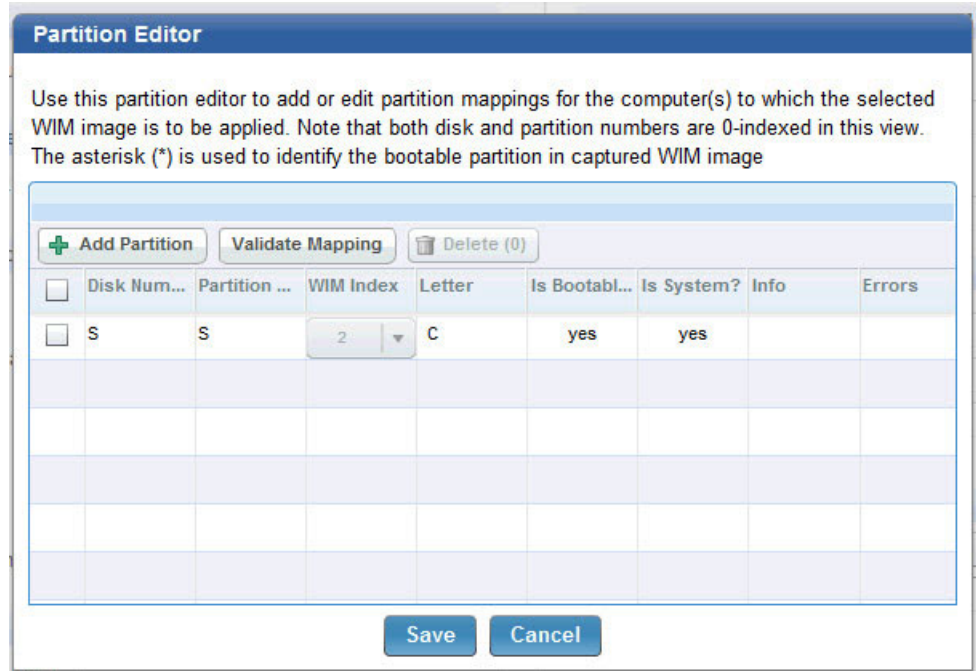 Partition Editor
Use this partition editor to add or edit partition mappings for the computer(s) to which the selected
WIM image is to be applied. Note that both disk and partition numbers are 0-indexed in this view.
The asterisk (*) is used to identify the bootable partition in captured WIM image
Add Partition Validate Mapping Delete (0)
Disk Num... Partition ... WIM Index Letter Is Bootabl... Is System? Info Errors
S S 2 C yes yes
Save Cancel